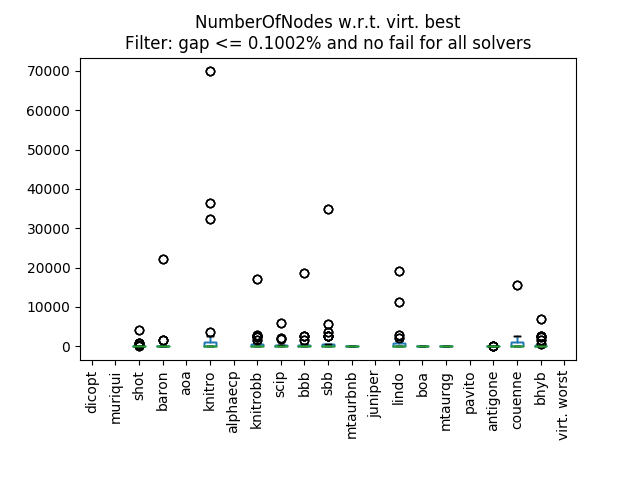 NumberOfNodes w.r.t. virt. best
Filter: gap <= 0.1002% and no fail for all solvers
70000
60000
50000
40000
30000
20000
10000
0
dicopt
muriqui
shot
baron
aoa
knitro
alphaecp
knitrobb
scip
bbb
sbb
mtaurbnb
juniper
lindo
boa
mtaurqg
pavito
antigone
couenne
bhyb
virt. worst